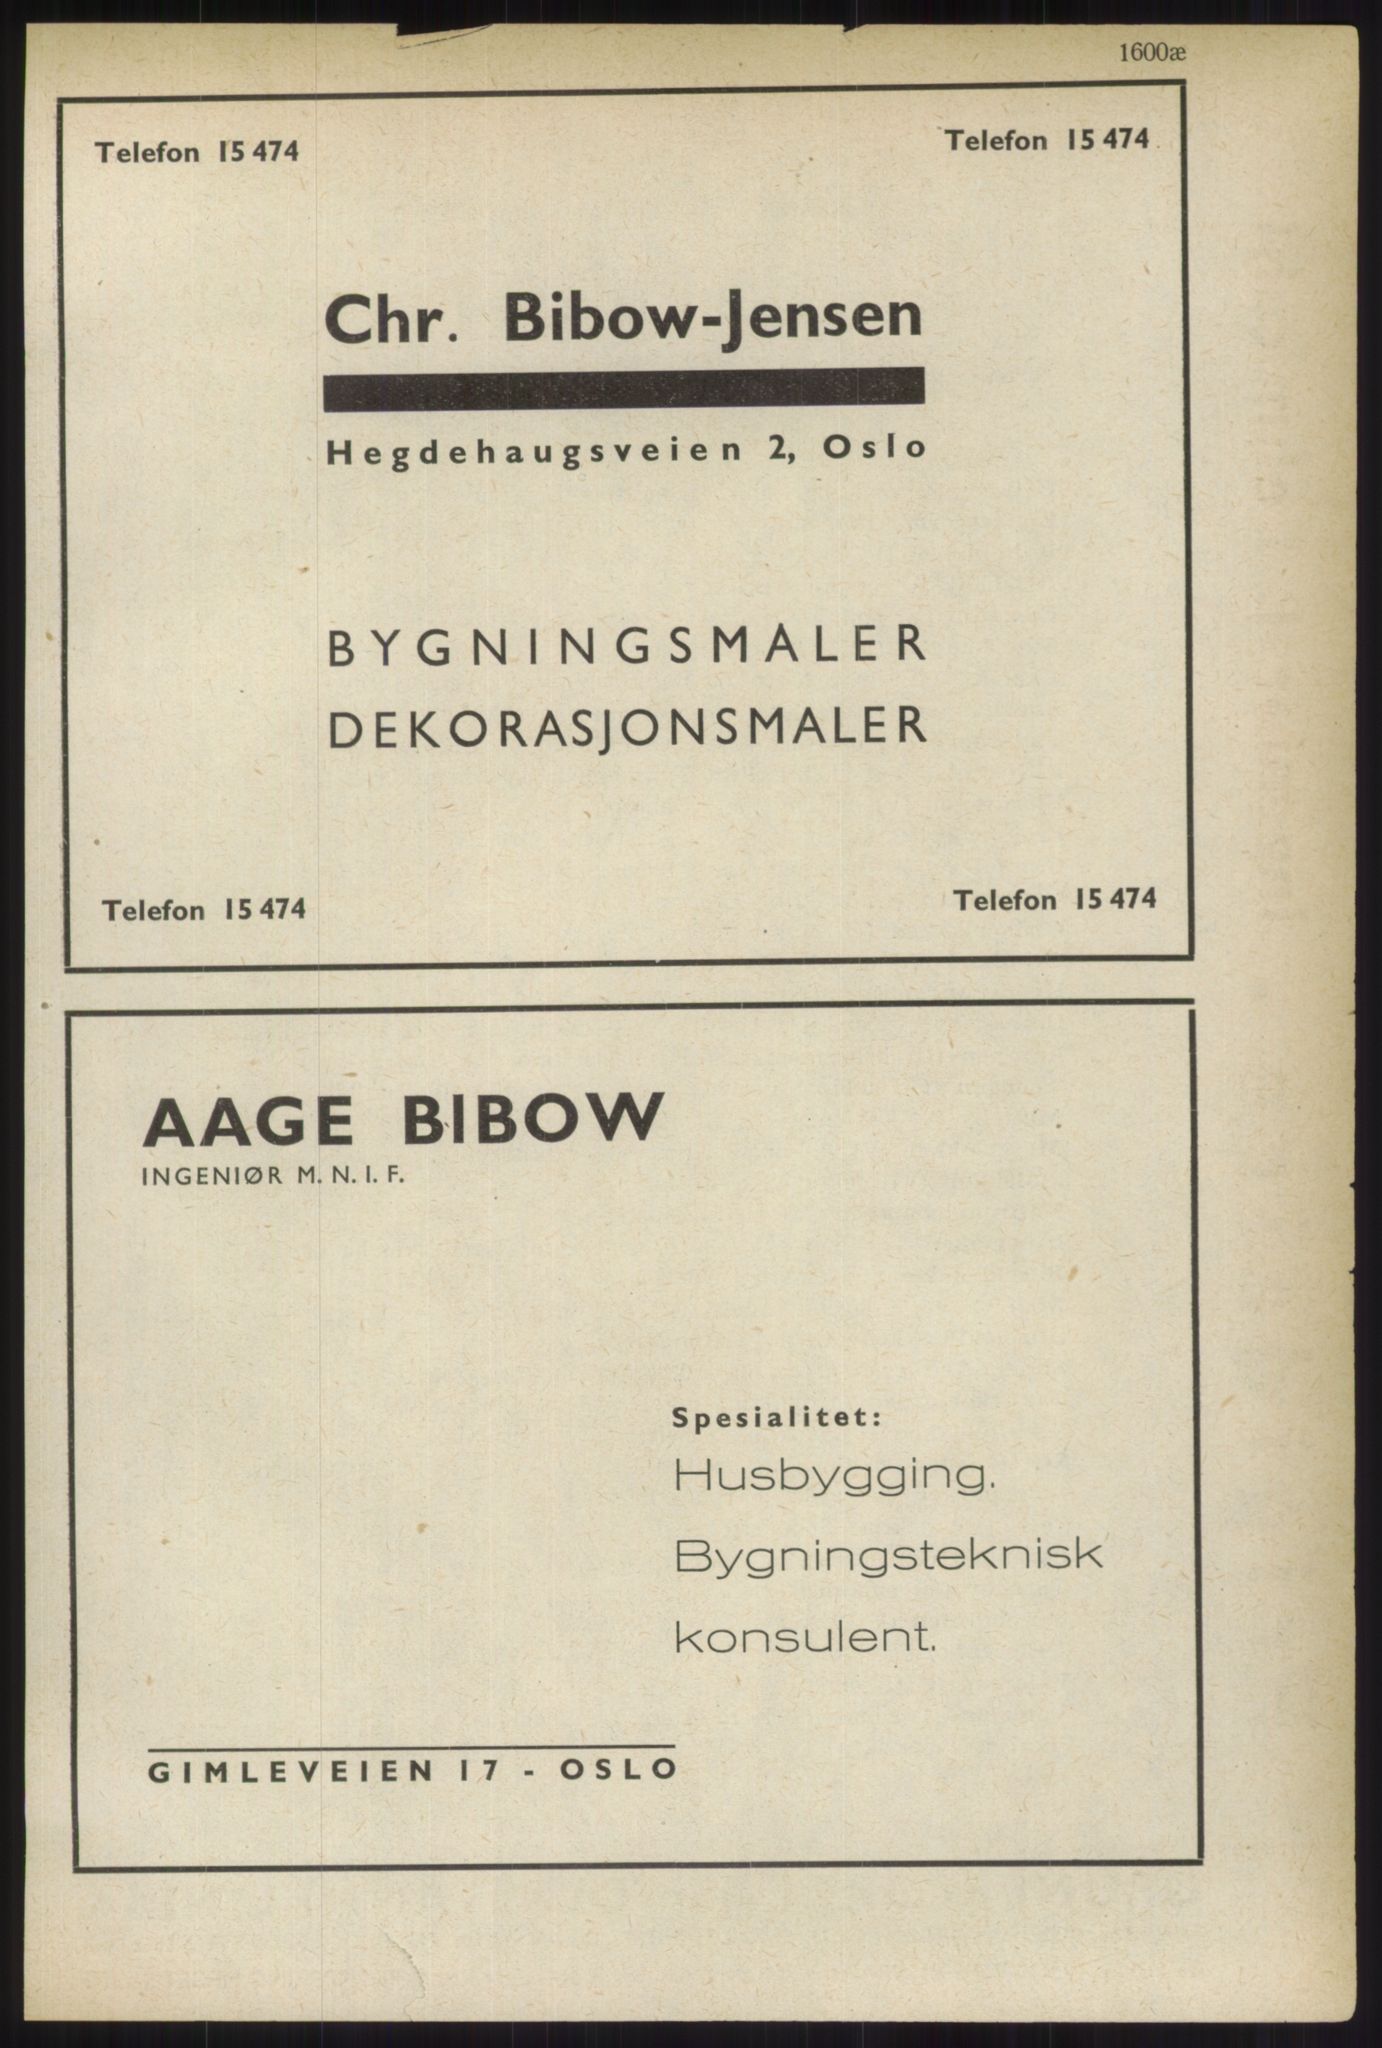 1600æ
Telefon 15 474
Telefon 15 474
Chr. Bibow-Jensen
Hegdehaugsveien 2, Oslo
BYGNINGSMALER
DEKORASJONSMALER
Telefon 15 474
Telefon 15 474
AAGE BIBOW
INGENIØR M. N. I. F.
Spesialitet:
Husbygging.
Bygningsteknisk
konsulent.
GIMLEVEIEN 17 - OSLO